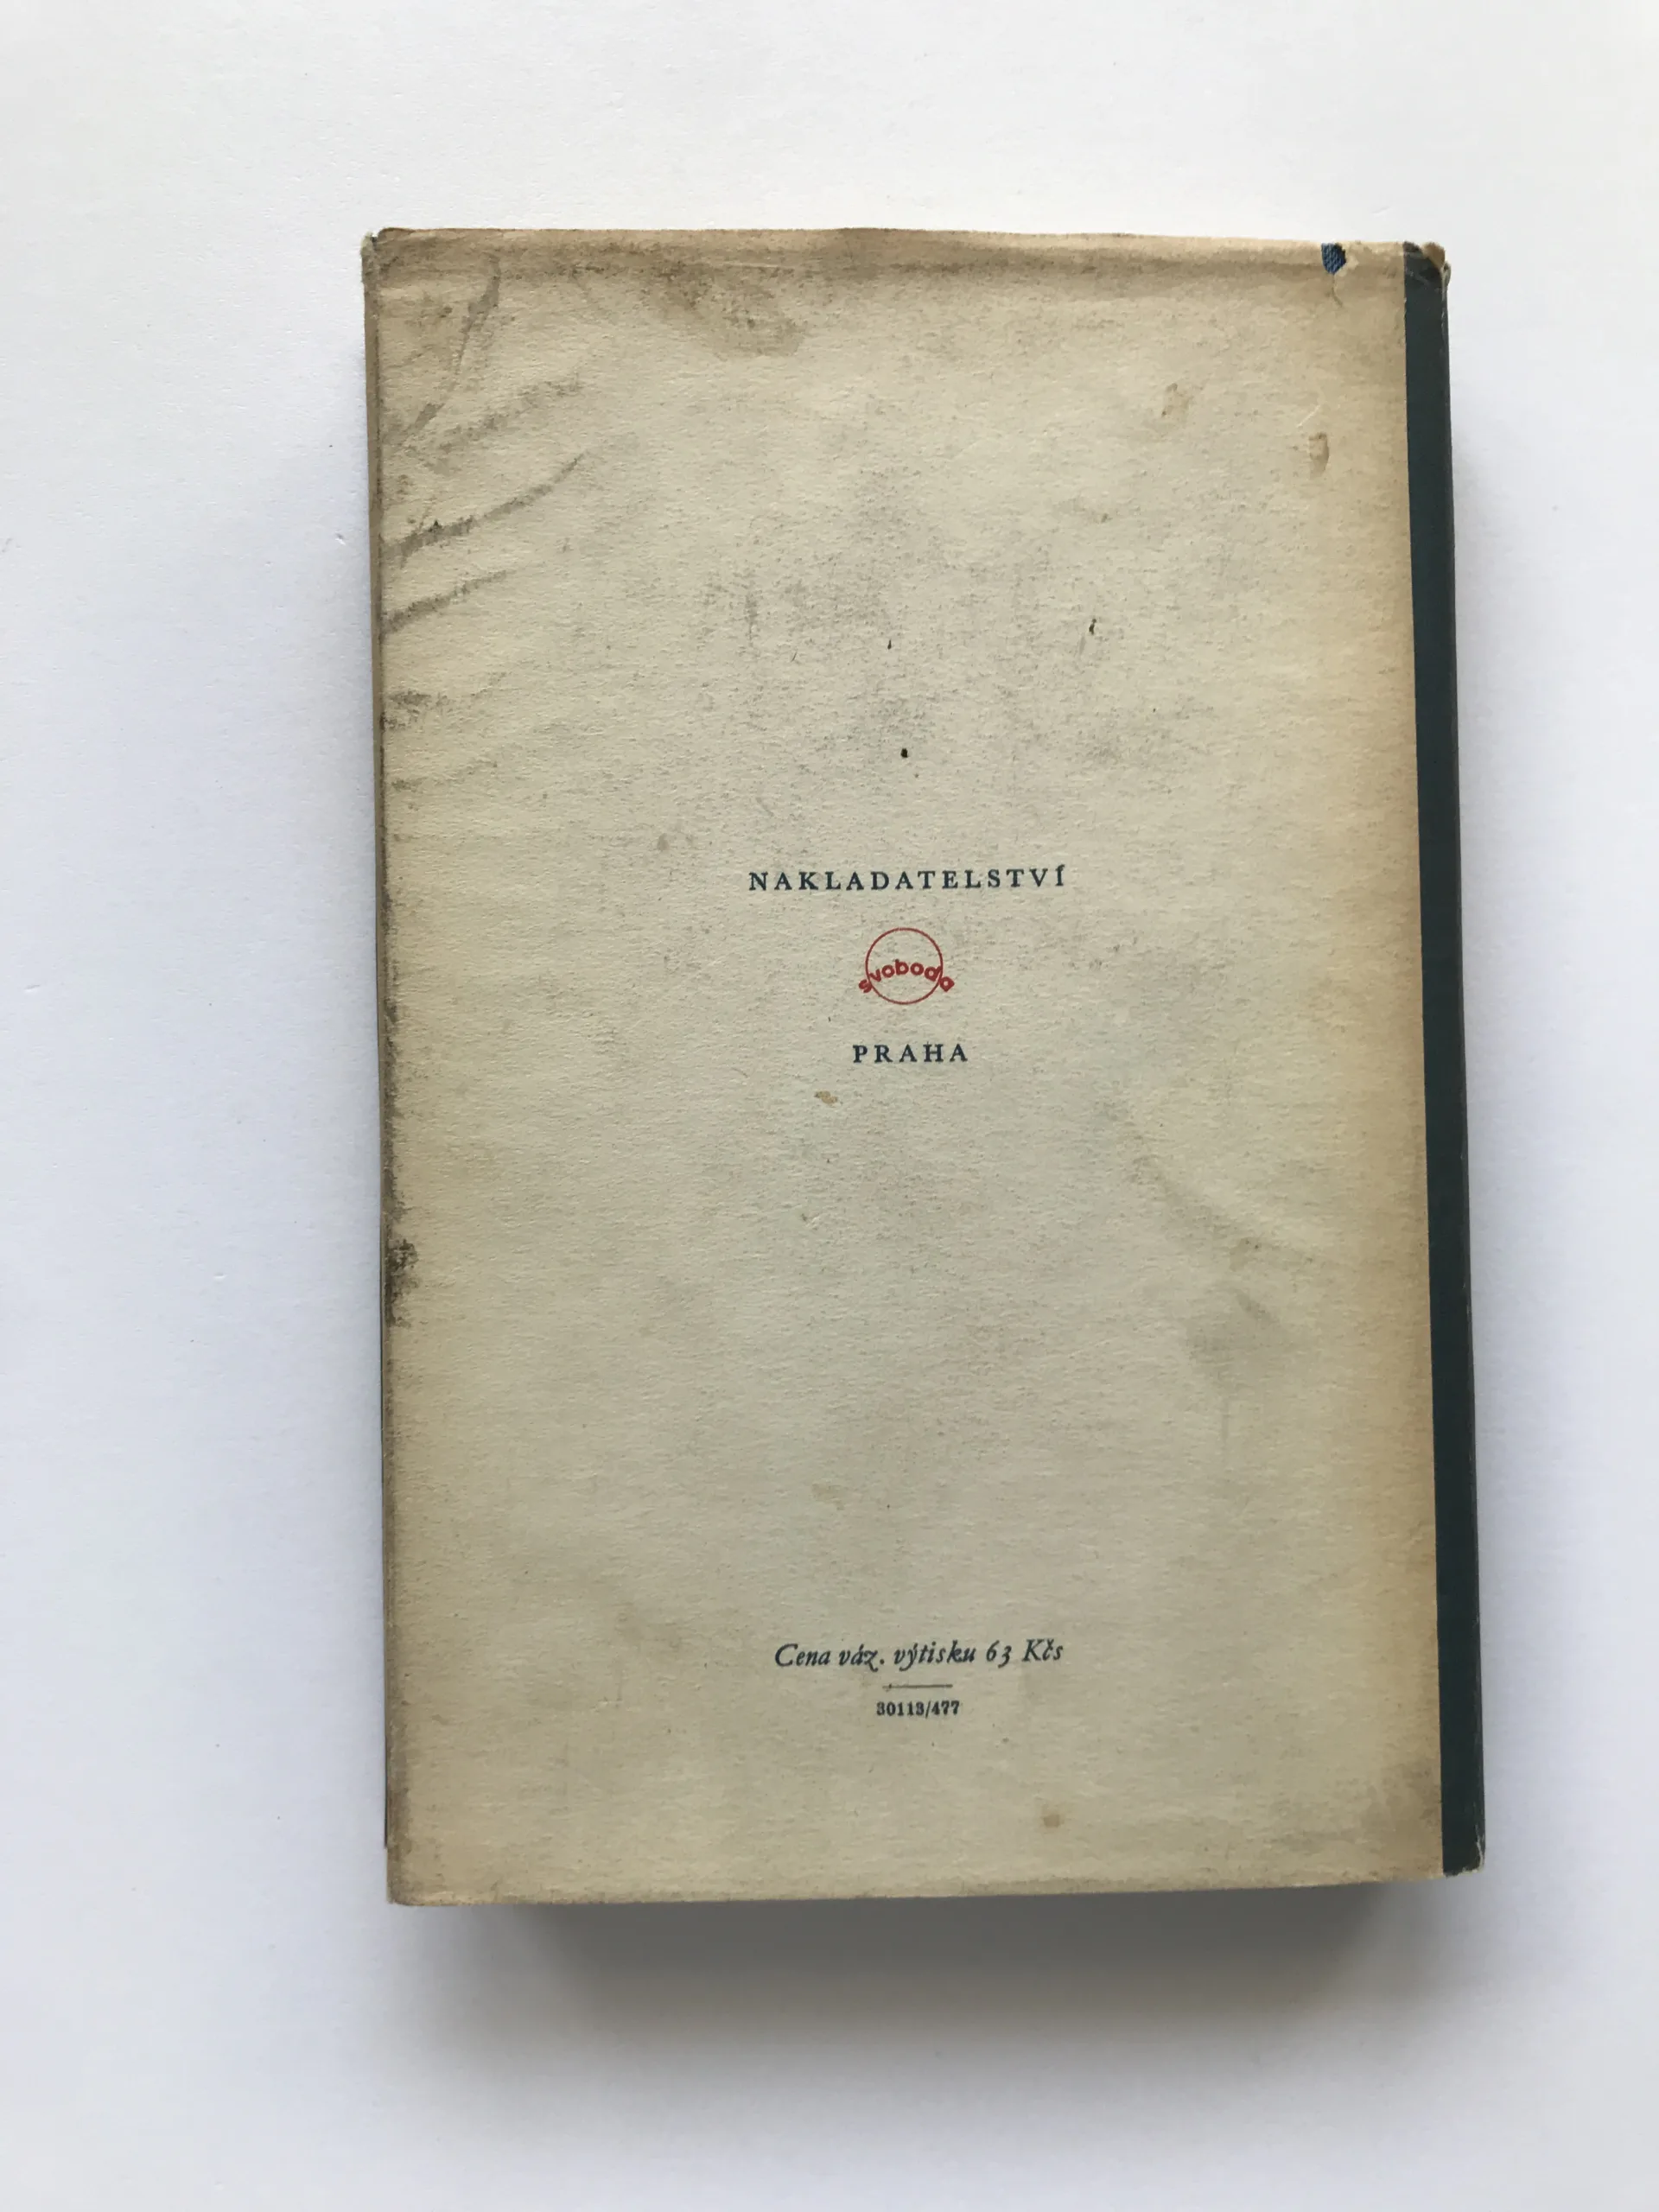 NAKLADATELSTVÍ
svoboda
PRAHA
Cena váz. výtisku 63 Kčs
30113/477